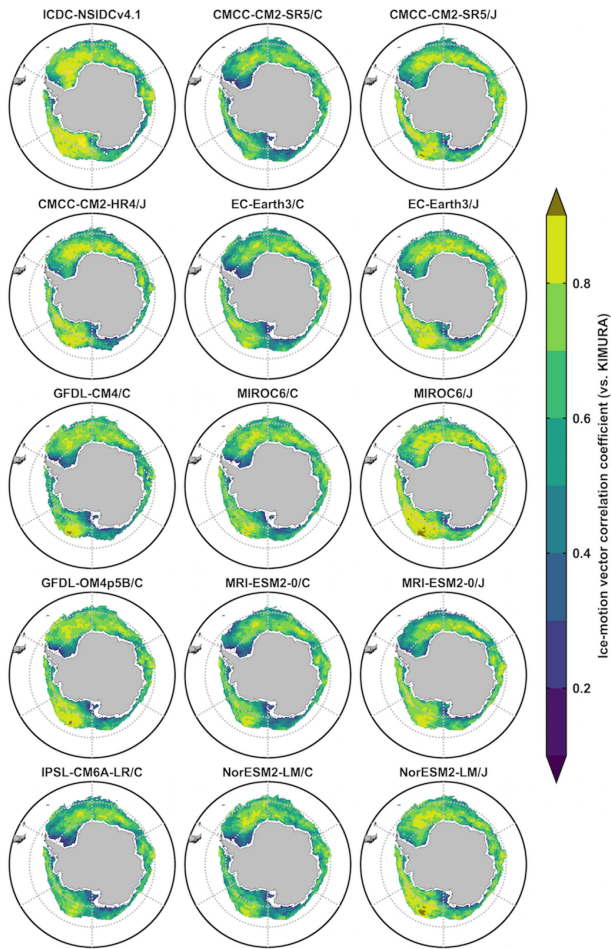 ICDC-NSIDCv4.1 CMCC-CM2-SR5/C CMCC-CM2-SR5/J
CMCC-CM2-HR4/J EC-Earth3/C EC-Earth3/J
GFDL-CM4/C MIROC6/C MIROC6/J
GFDL-OM4p5B/C MRI-ESM2-0/C MRI-ESM2-0/J
IPSL-CM6A-LR/C NorESM2-LM/C NorESM2-LM/J
0.8
0.6
0.4
0.2
Ice-motion vector correlation coefficient (vs. KIMURA)